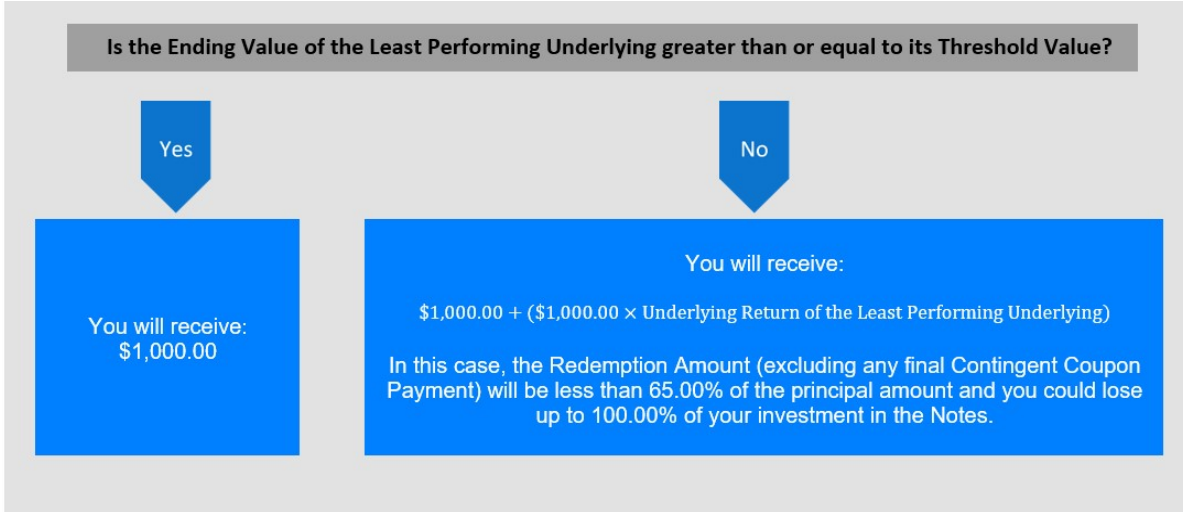 Is the Ending Value of the Least Performing Underlying greater than or equal to its Threshold Value?
Yes
No
You will receive:
$1,000.00
You will receive:
$1,000.00 + ($1,000.00 × Underlying Return of the Least Performing Underlying)
In this case, the Redemption Amount (excluding any final Contingent Coupon
Payment) will be less than 65.00% of the principal amount and you could lose
up to 100.00% of your investment in the Notes.